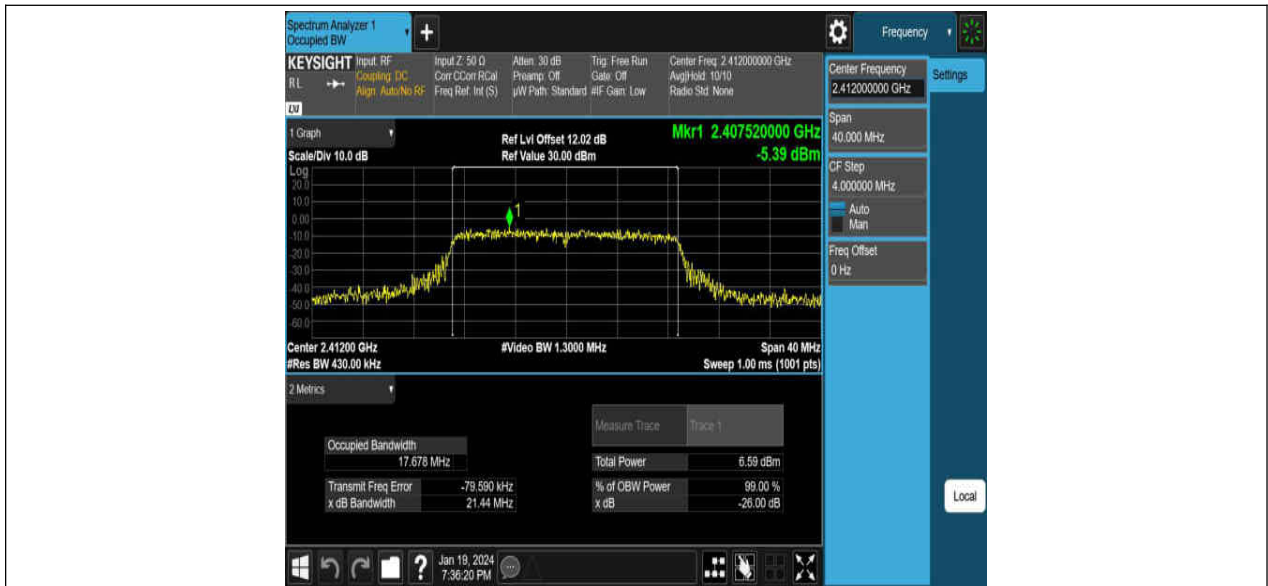 Spectrum Analyzer 1
Occupied BW
+
Frequency
KEYSIGHT
Input: RF
Input Z: 50 Ω
Atten: 30 dB
Trig: Free Run
Center Freq: 2.412000000 GHz
RL
Coupling: DC
Corr CCorr RCal
Preamp: Off
Gate: Off
Avg|Hold: 10/10
Align: Auto/No RF
Freq Ref: Int (S)
µW Path: Standard
#IF Gain: Low
Radio Std: None
LXI
Center Frequency
2.412000000 GHz
Settings
Span
40.000 MHz
CF Step
4.000000 MHz
Auto
Man
Freq Offset
0 Hz
Local
1 Graph
Scale/Div 10.0 dB
Ref Lvl Offset 12.02 dB
Ref Value 30.00 dBm
Mkr1 2.407520000 GHz
-5.39 dBm
Log
20.0
10.0
0.00
-10.0
-20.0
-30.0
-40.0
-50.0
-60.0
1
Center 2.41200 GHz
#Video BW 1.3000 MHz
Span 40 MHz
#Res BW 430.00 kHz
Sweep 1.00 ms (1001 pts)
2 Metrics
Measure Trace
Trace 1
Occupied Bandwidth
17.678 MHz
Total Power
6.59 dBm
Transmit Freq Error
-79.590 kHz
% of OBW Power
99.00 %
x dB Bandwidth
21.44 MHz
x dB
-26.00 dB
?
Jan 19, 2024
7:36:20 PM